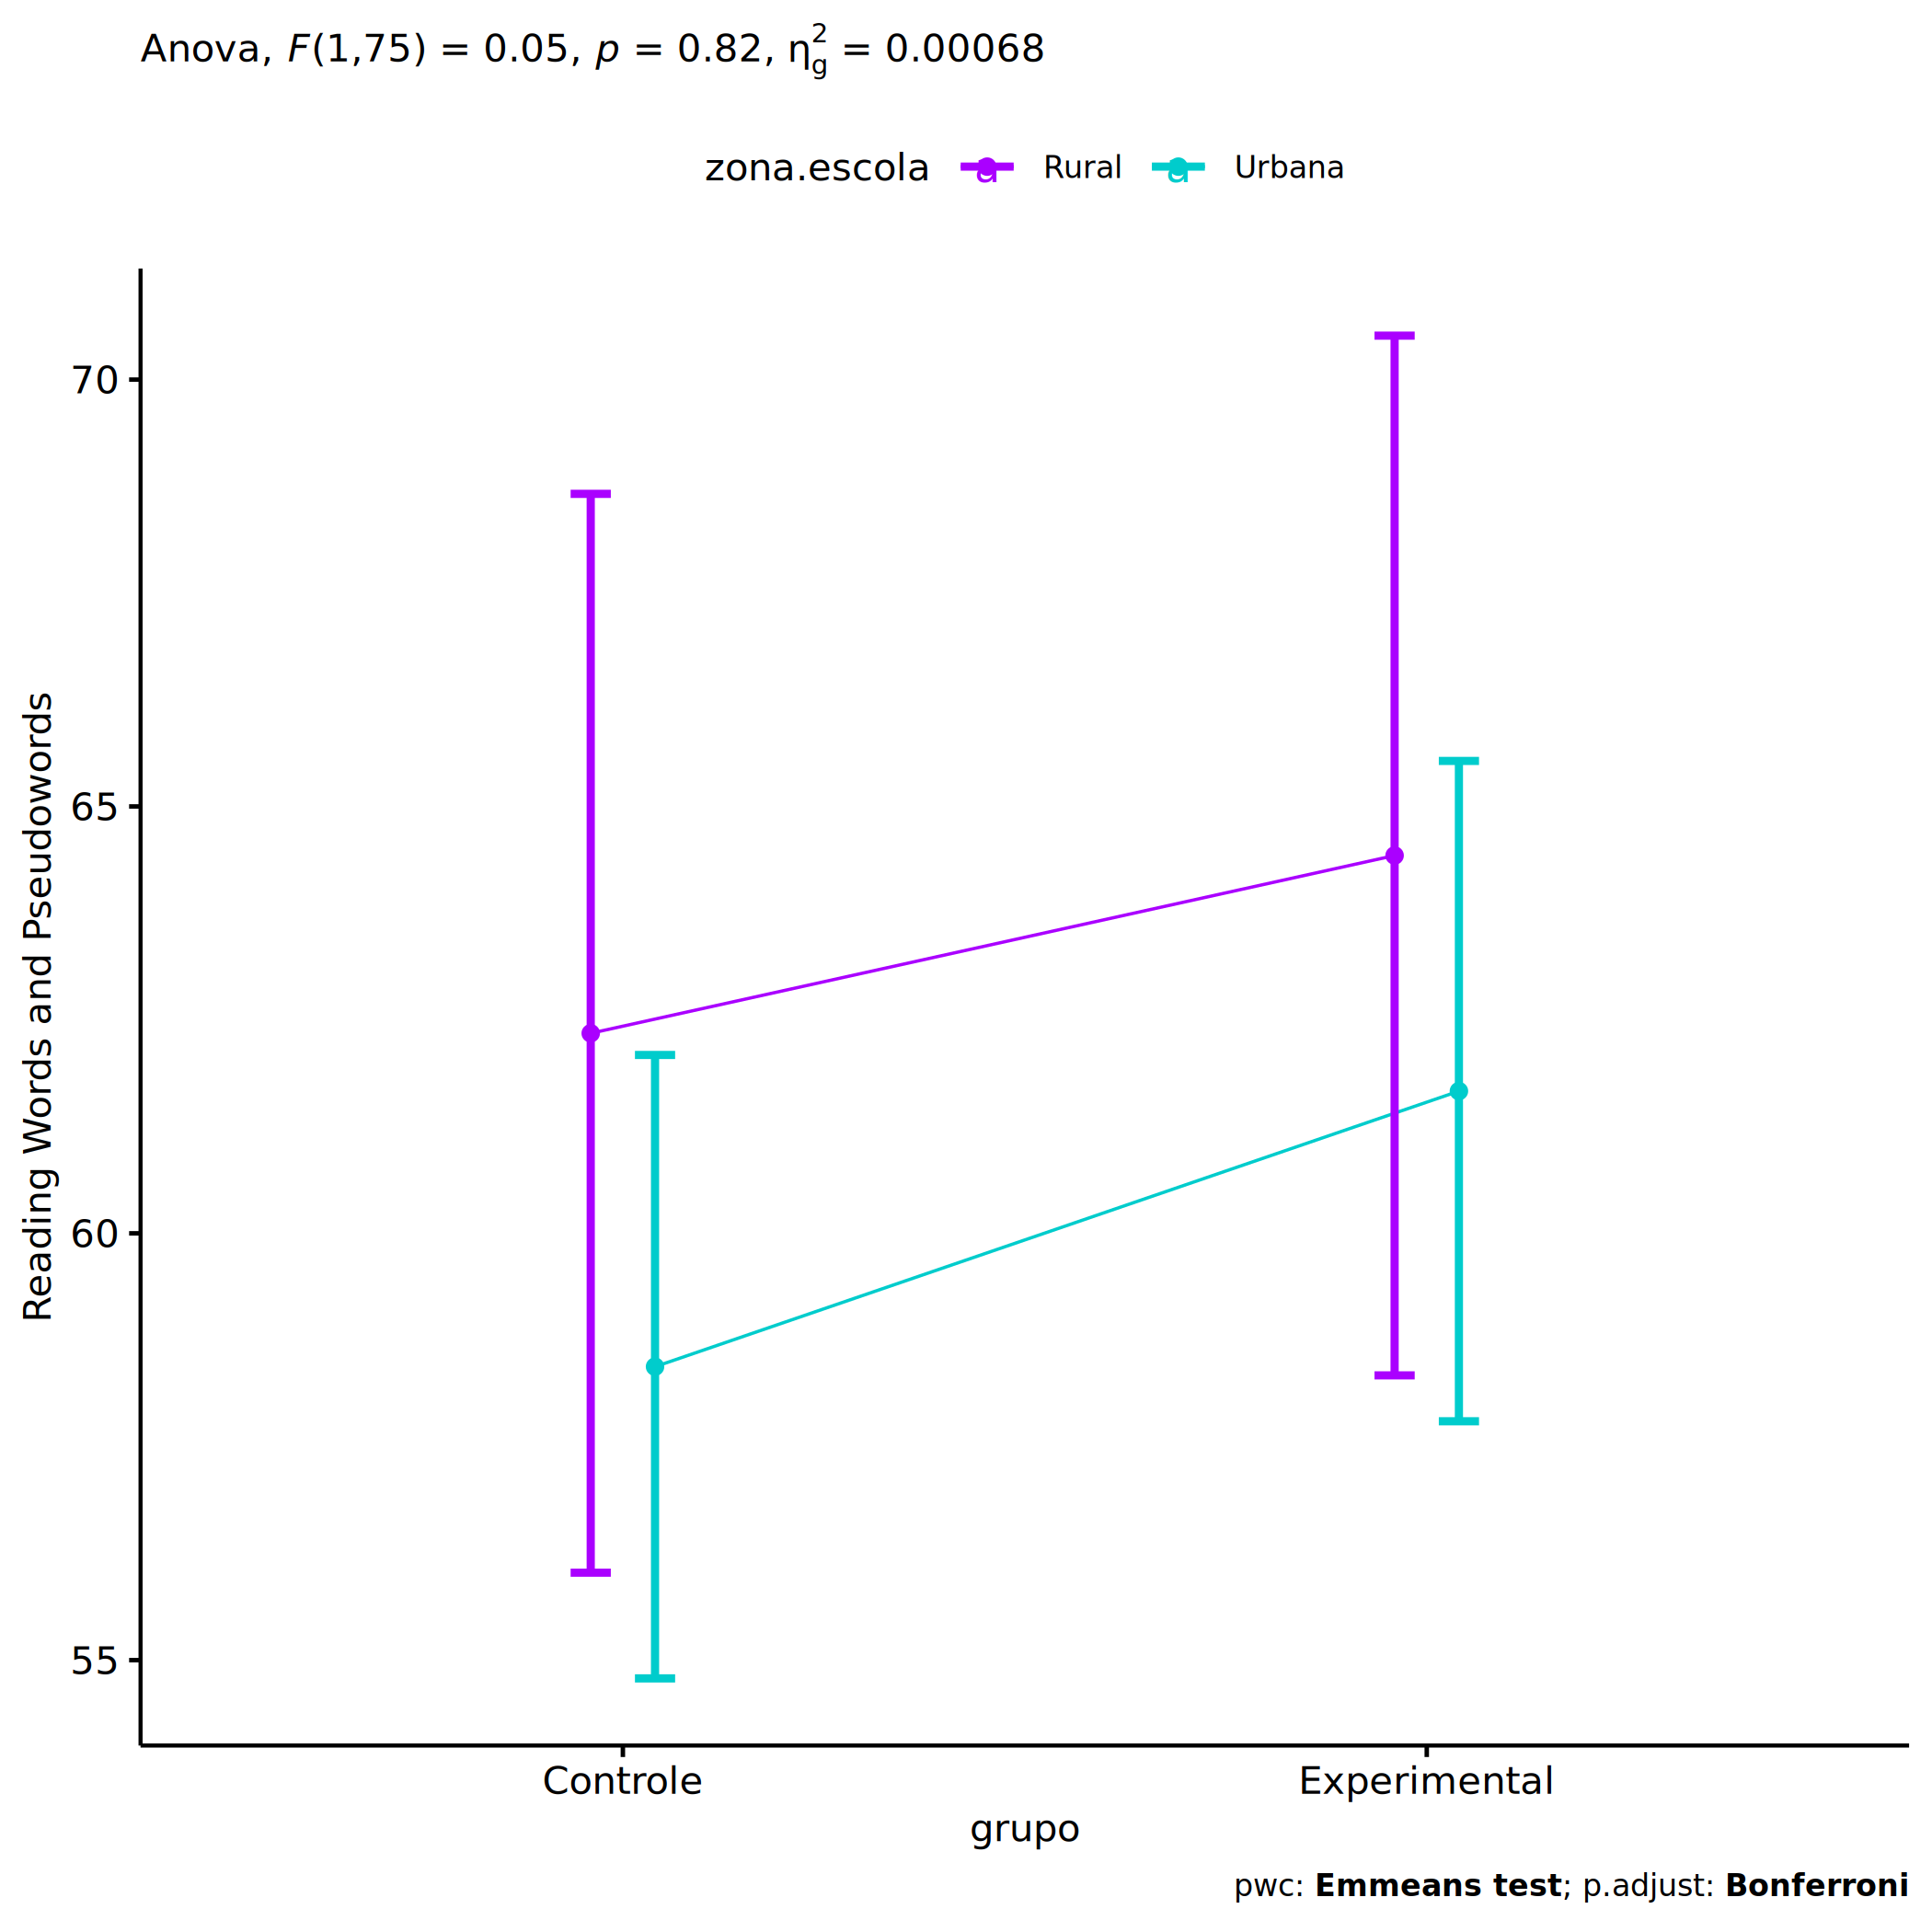 Anova, F(1,75) = 0.05, p = 0.82, η²g = 0.00068
zona.escola a Rural a Urbana
Reading Words and Pseudowords
70
65
60
55
Controle Experimental
grupo
pwc: Emmeans test; p.adjust: Bonferroni